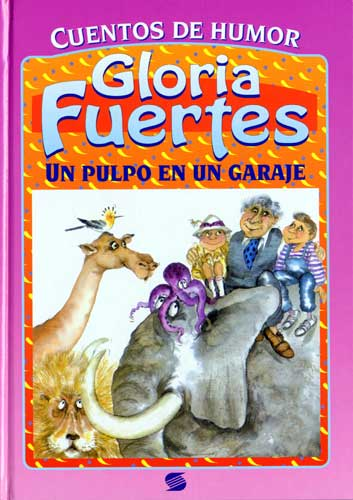 CUENTOS DE HUMOR
Gloria
Fuertes
UN PULPO EN UN GARAJE